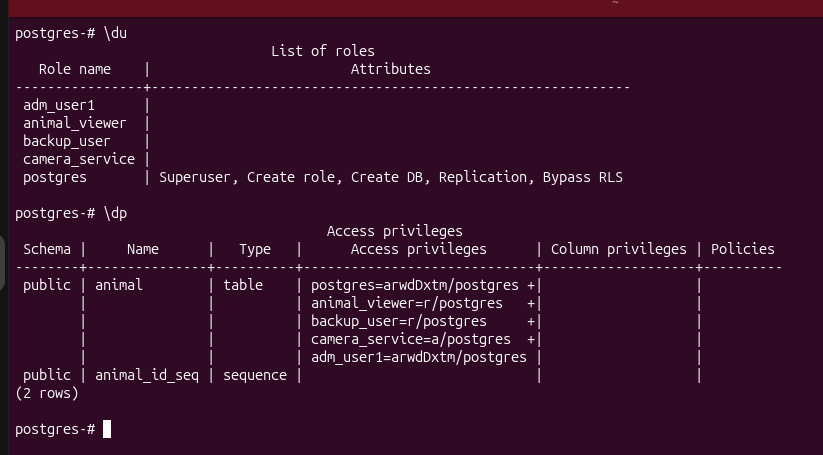 ~
postgres-# \du
List of roles
Role name | Attributes
----------------+------------------------------------------------------------
adm_user1 |
animal_viewer |
backup_user |
camera_service |
postgres | Superuser, Create role, Create DB, Replication, Bypass RLS
postgres-# \dp
Access privileges
Schema | Name | Type | Access privileges | Column privileges | Policies
--------+---------------+----------+-----------------------------+-------------------+----------
public | animal | table | postgres=arwdDxtm/postgres +| |
| | | animal_viewer=r/postgres +| |
| | | backup_user=r/postgres +| |
| | | camera_service=a/postgres +| |
| | | adm_user1=arwdDxtm/postgres | |
public | animal_id_seq | sequence | | |
(2 rows)
postgres-#